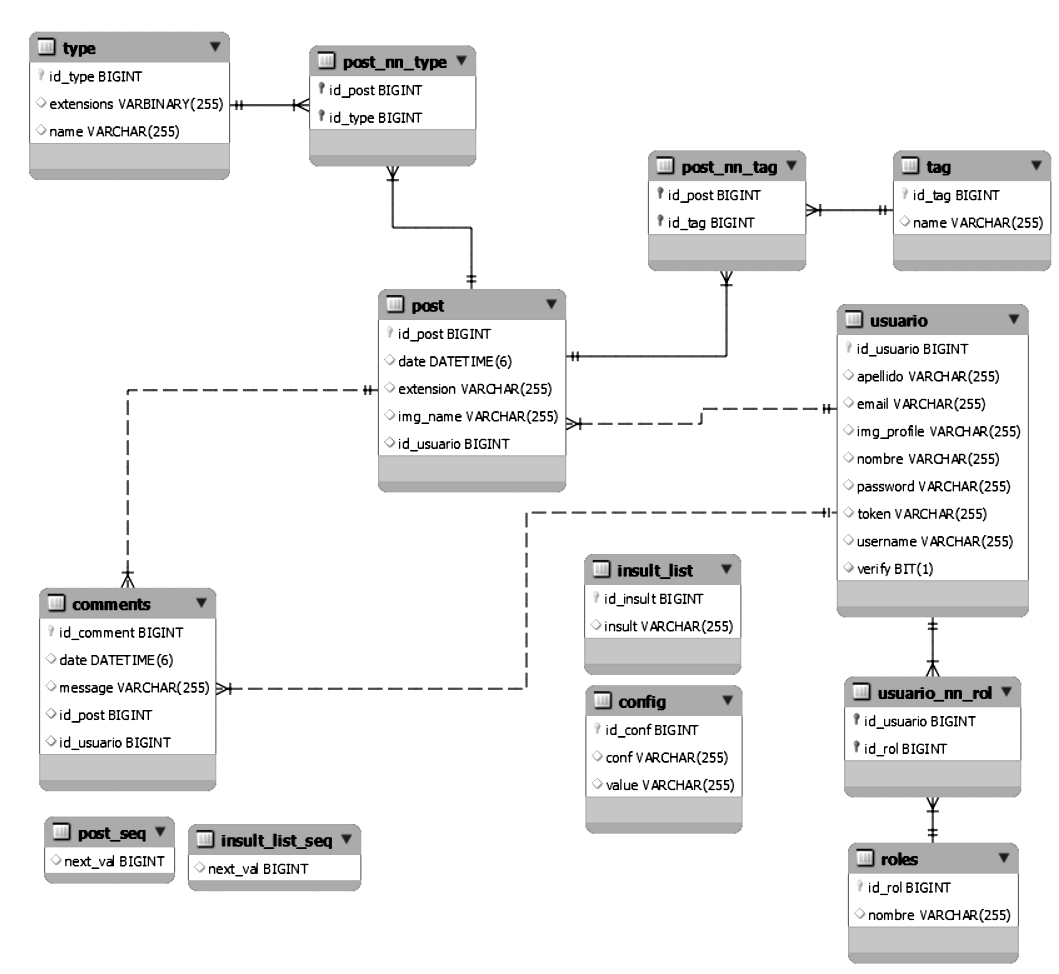 type
id_type BIGINT
extensions VARBINARY(255)
name VARCHAR(255)
post_nn_type
id_post BIGINT
id_type BIGINT
post_nn_tag
id_post BIGINT
id_tag BIGINT
tag
id_tag BIGINT
name VARCHAR(255)
post
id_post BIGINT
date DATETIME(6)
extension VARCHAR(255)
img_name VARCHAR(255)
id_usuario BIGINT
usuario
id_usuario BIGINT
apellido VARCHAR(255)
email VARCHAR(255)
img_profile VARCHAR(255)
nombre VARCHAR(255)
password VARCHAR(255)
token VARCHAR(255)
username VARCHAR(255)
verify BIT(1)
insult_list
id_insult BIGINT
insult VARCHAR(255)
comments
id_comment BIGINT
date DATETIME(6)
message VARCHAR(255)
id_post BIGINT
id_usuario BIGINT
config
id_conf BIGINT
conf VARCHAR(255)
value VARCHAR(255)
usuario_nn_rol
id_usuario BIGINT
id_rol BIGINT
post_seq
next_val BIGINT
insult_list_seq
next_val BIGINT
roles
id_rol BIGINT
nombre VARCHAR(255)